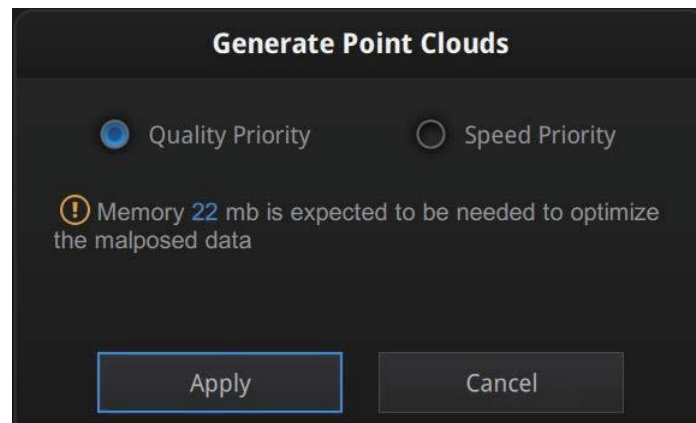 Generate Point Clouds
Quality Priority Speed Priority
! Memory 22 mb is expected to be needed to optimize
the malposed data
Apply Cancel